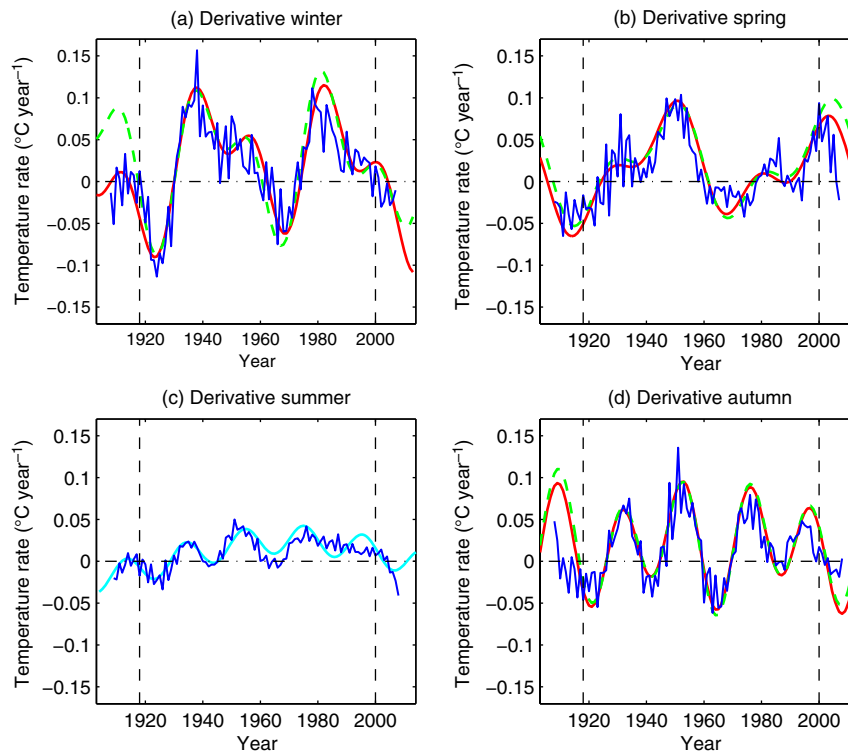 (a) Derivative winter
Temperature rate (°C year⁻¹)
0.15
0.1
0.05
0
−0.05
−0.1
−0.15
1920 1940 1960 1980 2000
Year
(b) Derivative spring
Temperature rate (°C year⁻¹)
0.15
0.1
0.05
0
−0.05
−0.1
−0.15
1920 1940 1960 1980 2000
Year
(c) Derivative summer
Temperature rate (°C year⁻¹)
0.15
0.1
0.05
0
−0.05
−0.1
−0.15
1920 1940 1960 1980 2000
Year
(d) Derivative autumn
Temperature rate (°C year⁻¹)
0.15
0.1
0.05
0
−0.05
−0.1
−0.15
1920 1940 1960 1980 2000
Year